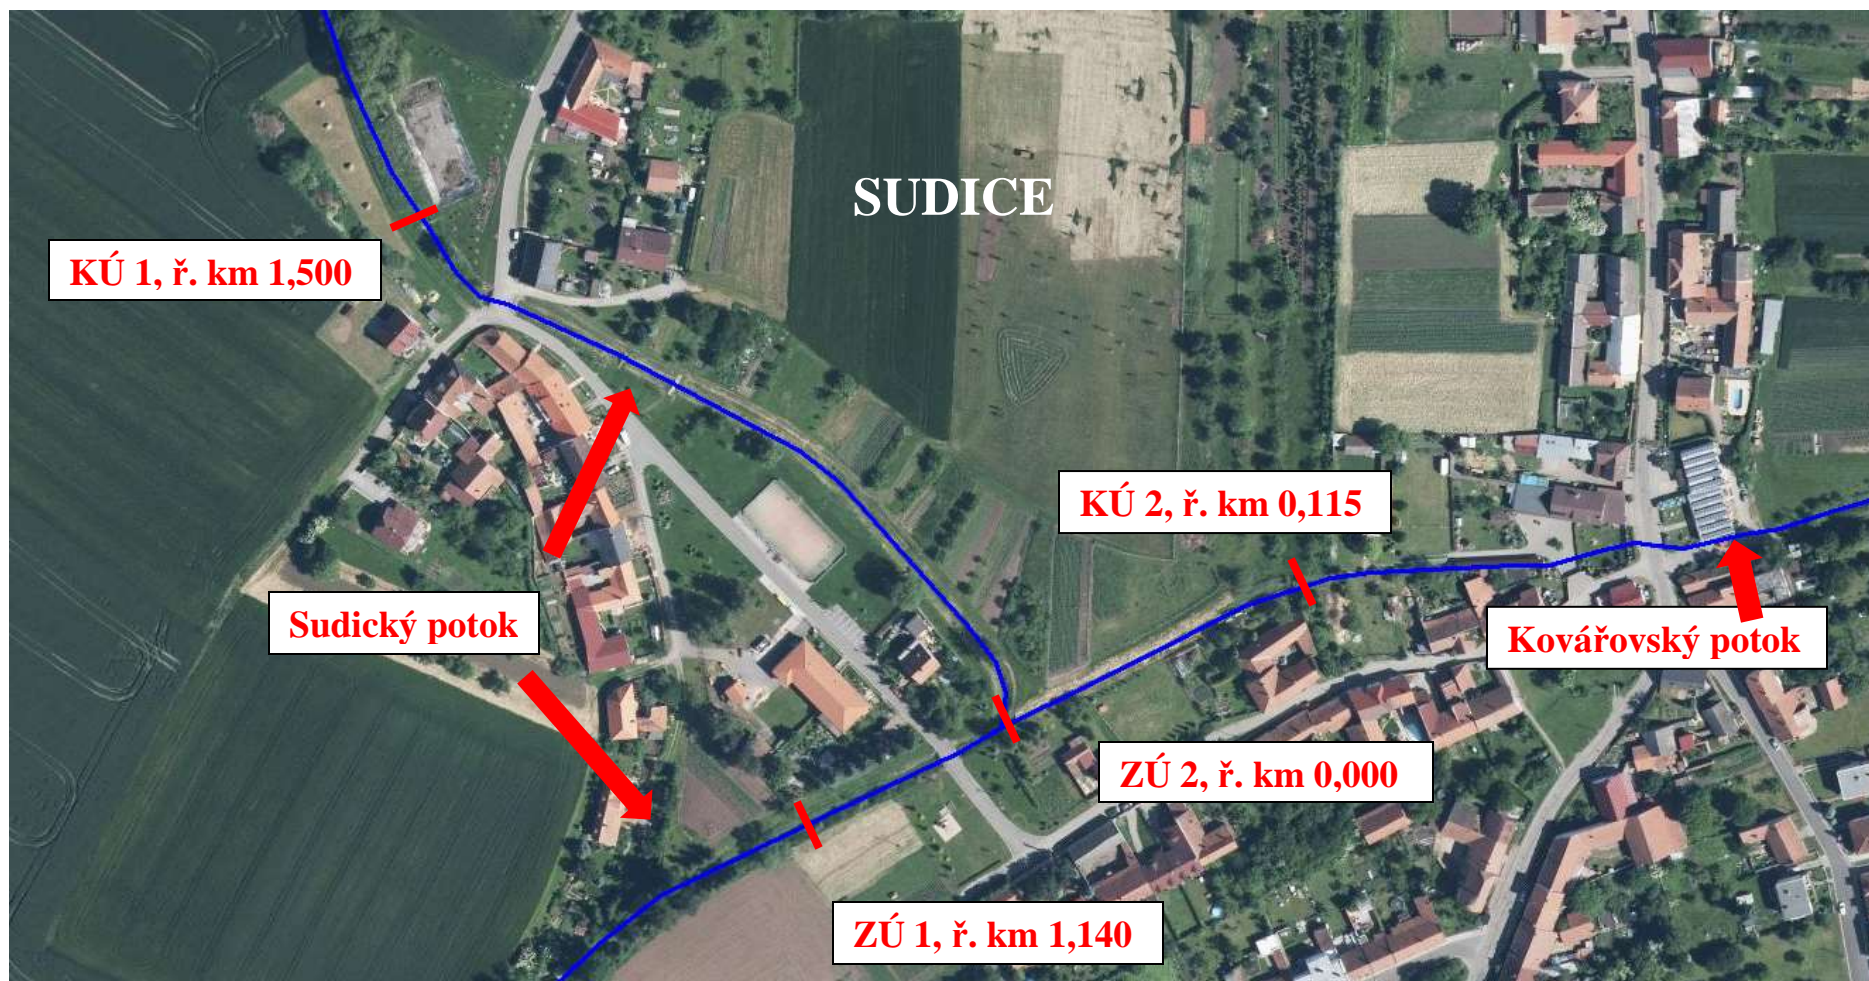 SUDICE
KÚ 1, ř. km 1,500
KÚ 2, ř. km 0,115
Sudický potok
Kovářovský potok
ZÚ 2, ř. km 0,000
ZÚ 1, ř. km 1,140